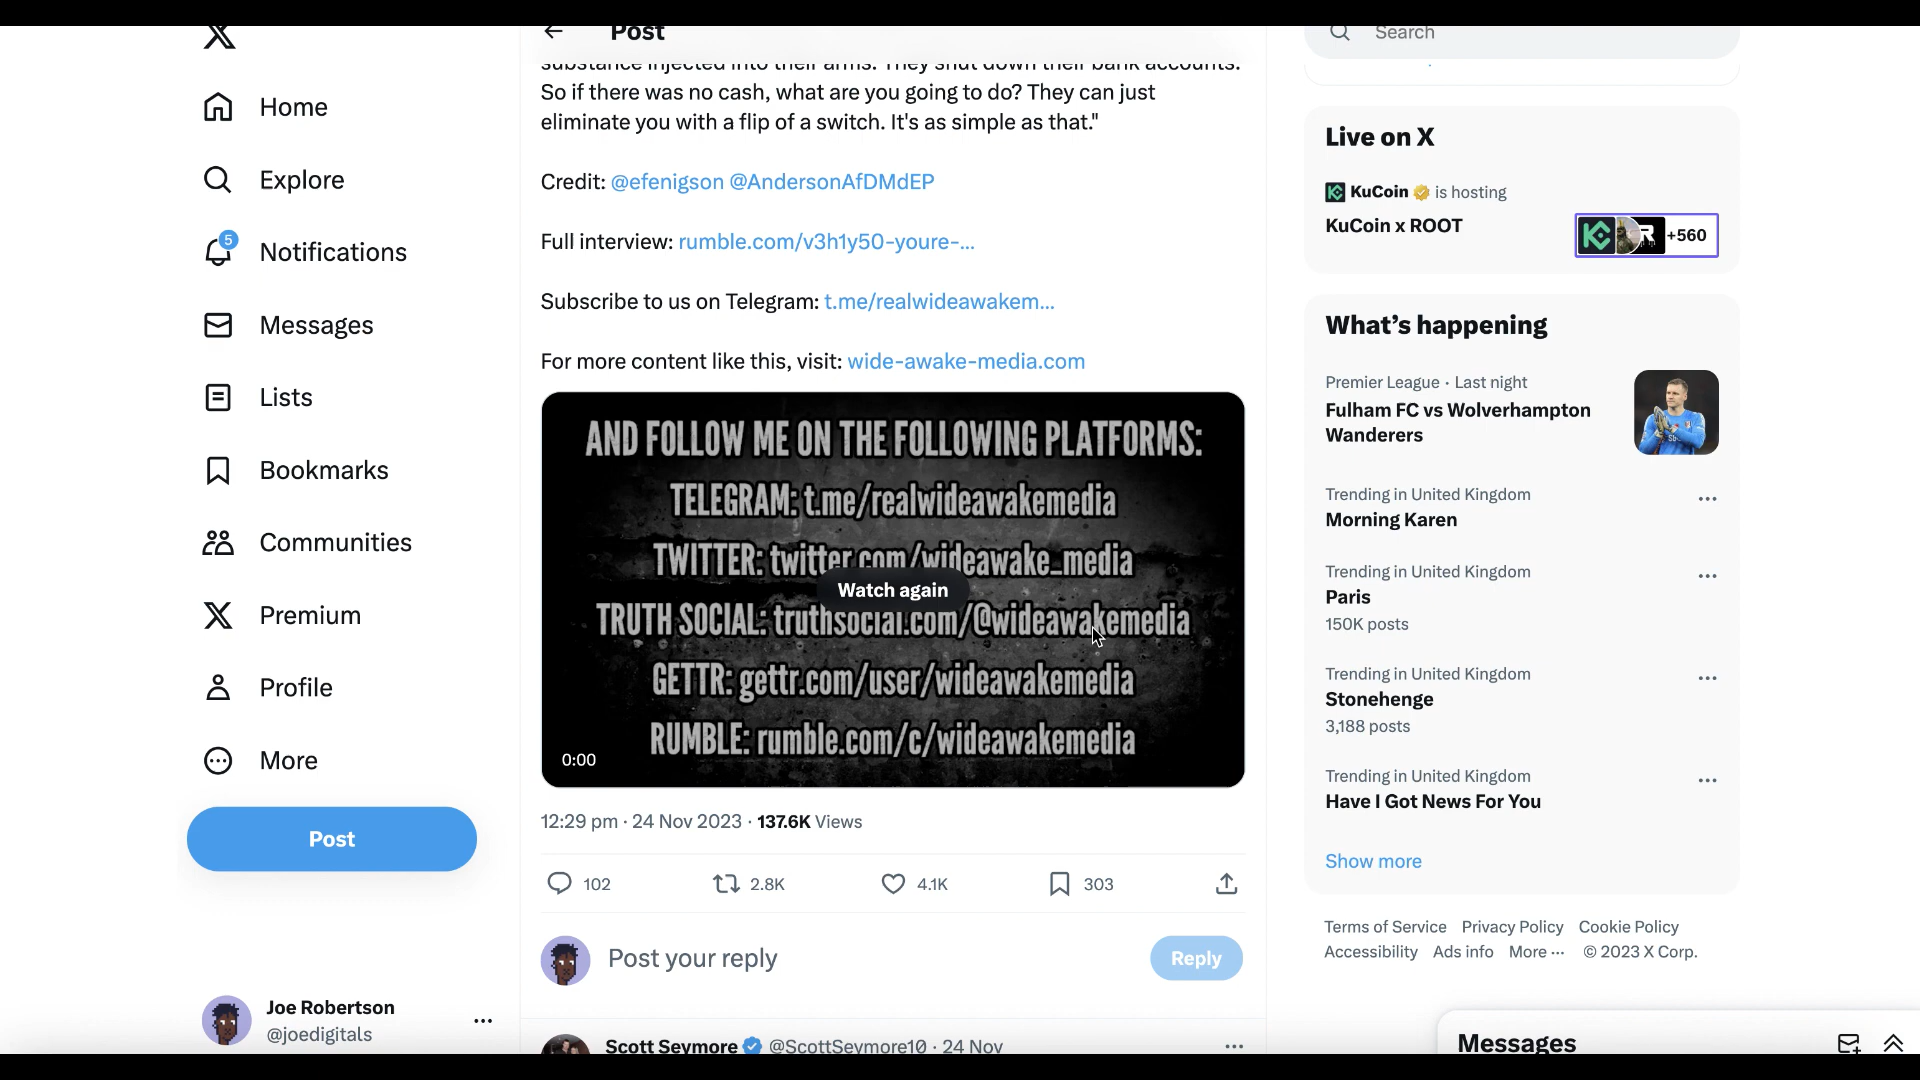 Home
Explore
5
Notifications
Messages
Lists
Bookmarks
Communities
Premium
Profile
More
Post
Joe Robertson
@joedigitals
Post
substance injected into their arms. They shut down their bank accounts.
So if there was no cash, what are you going to do? They can just
eliminate you with a flip of a switch. It's as simple as that."
Credit: @efenigson @AndersonAfDMdEP
Full interview: rumble.com/v3h1y50-youre-...
Subscribe to us on Telegram: t.me/realwideawakem...
For more content like this, visit: wide-awake-media.com
AND FOLLOW ME ON THE FOLLOWING PLATFORMS:
TELEGRAM: t.me/realwideawakemedia
TWITTER: twitter.com/wideawake_media
Watch again
TRUTH SOCIAL: truthsocial.com/@wideawakemedia
GETTR: gettr.com/user/wideawakemedia
RUMBLE: rumble.com/c/wideawakemedia
0:00
12:29 pm · 24 Nov 2023 · 137.6K Views
102 2.8K 4.1K 303
Post your reply
Reply
Scott Seymore @ScottSeymore10 · 24 Nov
Search
Live on X
KuCoin is hosting
KuCoin x ROOT
+560
What's happening
Premier League · Last night
Fulham FC vs Wolverhampton
Wanderers
Trending in United Kingdom
Morning Karen
Trending in United Kingdom
Paris
150K posts
Trending in United Kingdom
Stonehenge
3,188 posts
Trending in United Kingdom
Have I Got News For You
Show more
Terms of Service Privacy Policy Cookie Policy
Accessibility Ads info More ··· © 2023 X Corp.
Messages